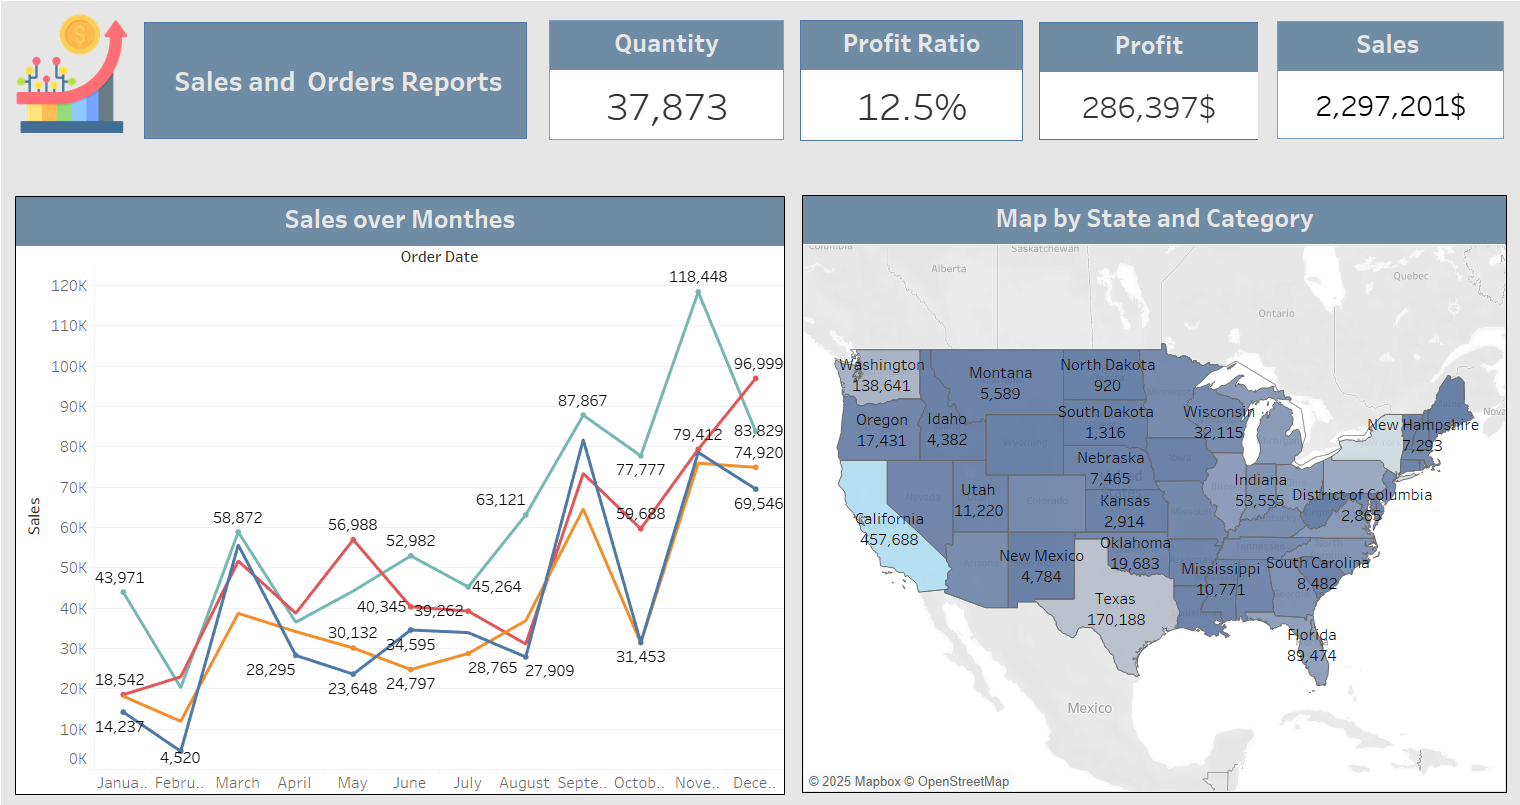 Sales and Orders Reports
Quantity
37,873
Profit Ratio
12.5%
Profit
286,397$
Sales
2,297,201$
Sales over Monthes
Order Date
Sales
120K
110K
100K
90K
80K
70K
60K
50K
40K
30K
20K
10K
0K
118,448
96,999
87,867
79,412
83,829
77,777
74,920
69,546
63,121
59,688
58,872
56,988
52,982
45,264
43,971
40,345
39,262
30,132
34,595
31,453
28,295
28,765
27,909
23,648
24,797
18,542
14,237
4,520
Janua..
Febru..
March
April
May
June
July
August
Septe..
Octob..
Nove..
Dece..
Map by State and Category
Columbia
Saskatchewan
Alberta
Quebec
Ontario
Washington
138,641
Montana
5,589
North Dakota
920
Oregon
17,431
Idaho
4,382
South Dakota
1,316
Wisconsin
32,115
New Hampshire
7,293
Wyoming
Nebraska
7,465
Iowa
Michigan
Nevada
Utah
11,220
Colorado
Kansas
2,914
Indiana
53,555
District of Columbia
2,865
California
457,688
Missouri
Kentucky
New Mexico
4,784
Oklahoma
19,683
Tennessee
Mississippi
10,771
South Carolina
8,482
Texas
170,188
Florida
89,474
Mexico
© 2025 Mapbox © OpenStreetMap